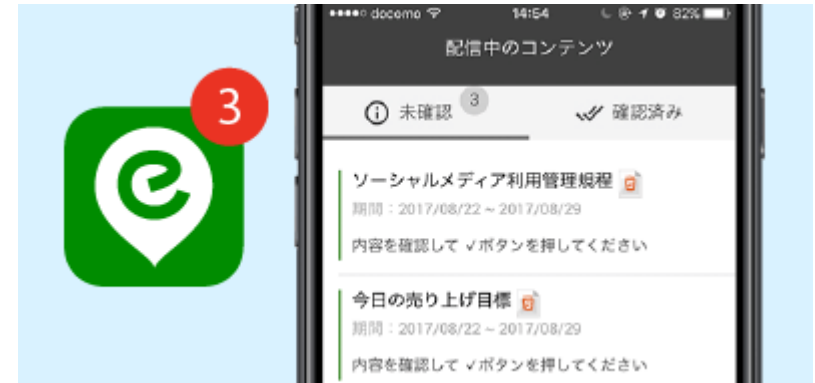 3
docomo 14:54 82%
配信中のコンテンツ
未確認 3 確認済み
ソーシャルメディア利用管理規程
期間：2017/08/22 ~ 2017/08/29
内容を確認して ✓ボタンを押してください
今日の売り上げ目標
期間：2017/08/22 ~ 2017/08/29
内容を確認して ✓ボタンを押してください